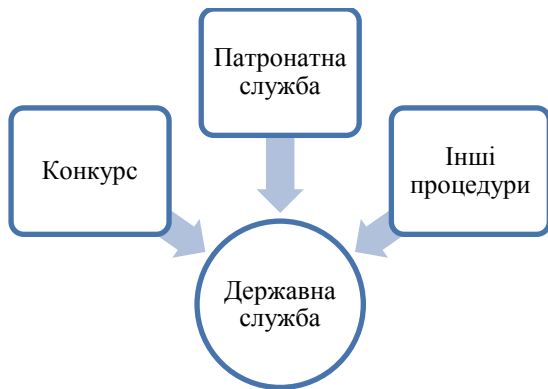 Патронатна
служба
Конкурс
Інші
процедури
Державна
служба